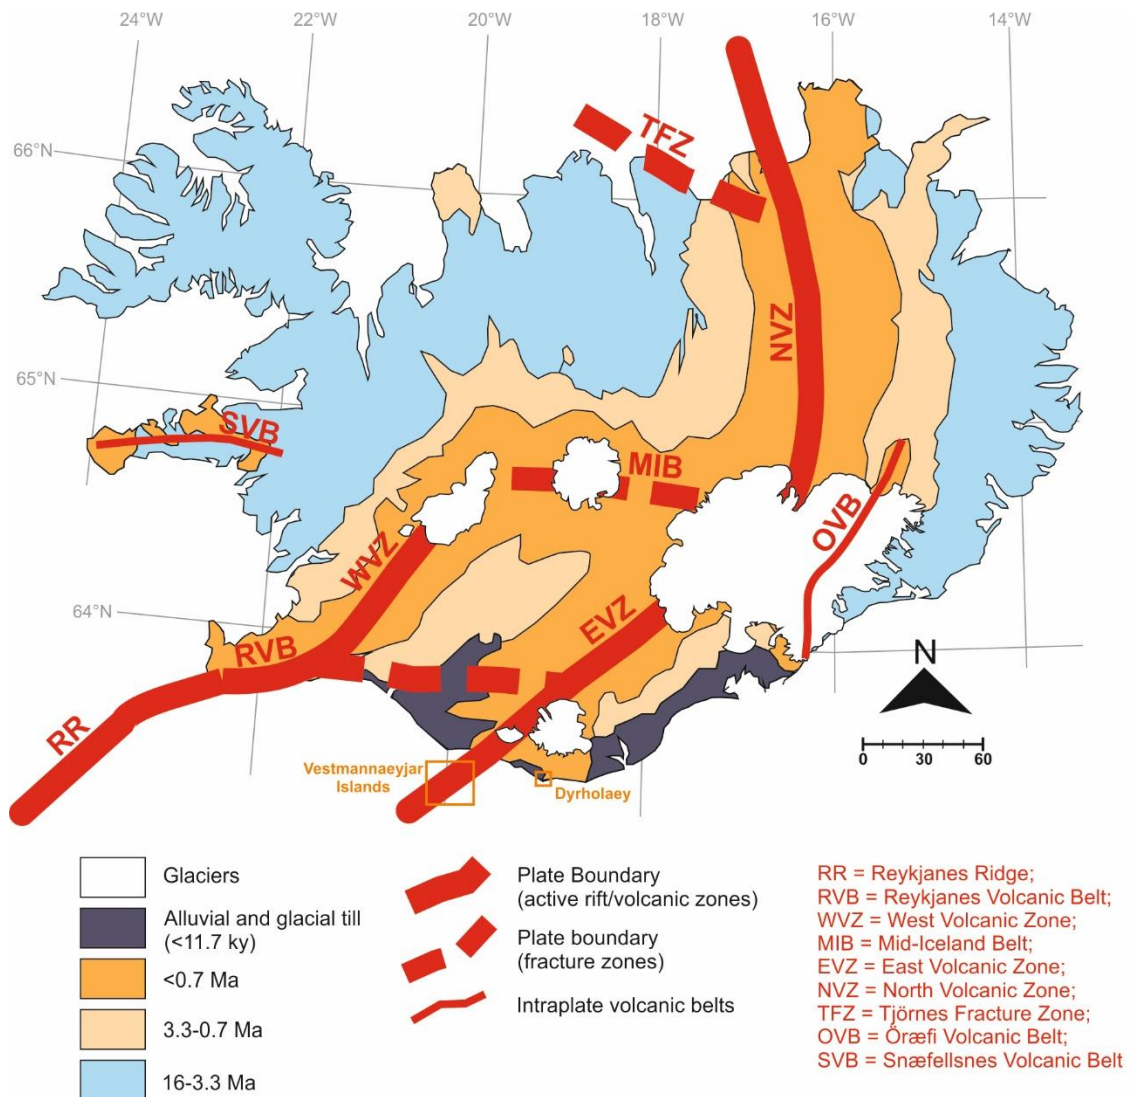 24°W
22°W
20°W
18°W
16°W
14°W
TFZ
66°N
NVZ
65°N
SVB
MIB
OVB
WVZ
64°N
EVZ
RVB
N
RR
0 30 60
Vestmannaeyjar
Islands
Dyrholaey
Glaciers
Alluvial and glacial till
(<11.7 ky)
<0.7 Ma
3.3-0.7 Ma
16-3.3 Ma
Plate Boundary
(active rift/volcanic zones)
Plate boundary
(fracture zones)
Intraplate volcanic belts
RR = Reykjanes Ridge;
RVB = Reykjanes Volcanic Belt;
WVZ = West Volcanic Zone;
MIB = Mid-Iceland Belt;
EVZ = East Volcanic Zone;
NVZ = North Volcanic Zone;
TFZ = Tjörnes Fracture Zone;
OVB = Öræfi Volcanic Belt;
SVB = Snæfellsnes Volcanic Belt